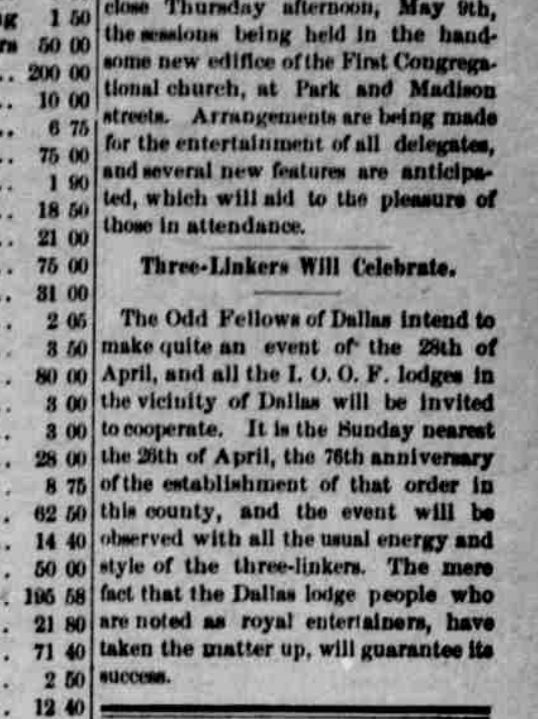 ng 1 50
rs 50 00
.. 200 00
.. 10 00
.. 6 75
.. 75 00
.. 1 90
.. 18 50
.. 21 00
.. 75 00
.. 31 00
. 2 05
. 3 50
. 80 00
. 3 00
. 3 00
. 28 00
. 8 75
. 62 50
. 14 40
. 50 00
. 195 58
. 21 80
. 71 40
. 2 50
. 12 40
close Thursday afternoon, May 9th,
the sessions being held in the hand-
some new edifice of the First Congrega-
tional church, at Park and Madison
streets. Arrangements are being made
for the entertainment of all delegates,
and several new features are anticipa-
ted, which will aid to the pleasure of
those in attendance.
Three-Linkers Will Celebrate.
The Odd Fellows of Dallas intend to
make quite an event of the 28th of
April, and all the I. O. O. F. lodges in
the vicinity of Dallas will be invited
to cooperate. It is the Sunday nearest
the 26th of April, the 76th anniversary
of the establishment of that order in
this county, and the event will be
observed with all the usual energy and
style of the three-linkers. The mere
fact that the Dallas lodge people who
are noted as royal entertainers, have
taken the matter up, will guarantee its
success.